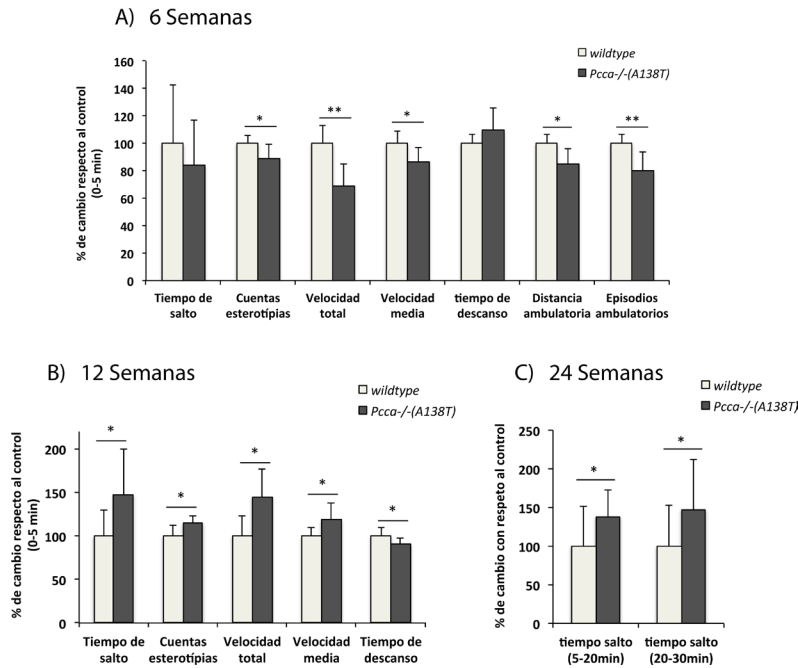 A) 6 Semanas
wildtype
Pcca-/-(A138T)
% de cambio respecto al control
(0-5 min)
160
140
120
100
80
60
40
20
0
*
**
*
*
**
Tiempo de
salto
Cuentas
esterotípias
Velocidad
total
Velocidad
media
tiempo de
descanso
Distancia
ambulatoria
Episodios
ambulatorios
B) 12 Semanas
wildtype
Pcca-/-(A138T)
% de cambio respecto al control
(0-5 min)
200
150
100
50
0
*
*
*
*
*
Tiempo de
salto
Cuentas
esterotípias
Velocidad
total
Velocidad
media
Tiempo de
descanso
C) 24 Semanas
wildtype
Pcca-/-(A138T)
% de cambio con respeto al control
250
200
150
100
50
0
*
*
tiempo salto
(5-20min)
tiempo salto
(20-30min)